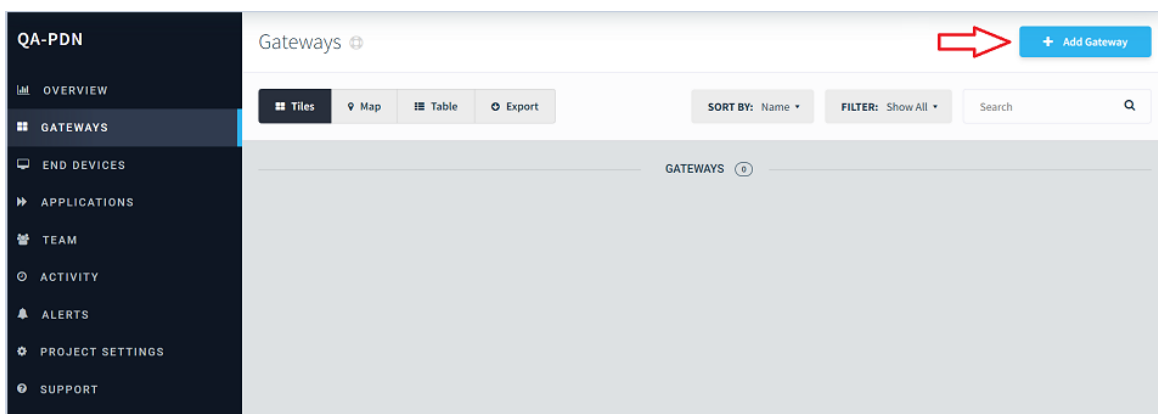 QA-PDN
OVERVIEW
GATEWAYS
END DEVICES
APPLICATIONS
TEAM
ACTIVITY
ALERTS
PROJECT SETTINGS
SUPPORT
Gateways
+ Add Gateway
Tiles Map Table Export SORT BY: Name FILTER: Show All Search
GATEWAYS 0